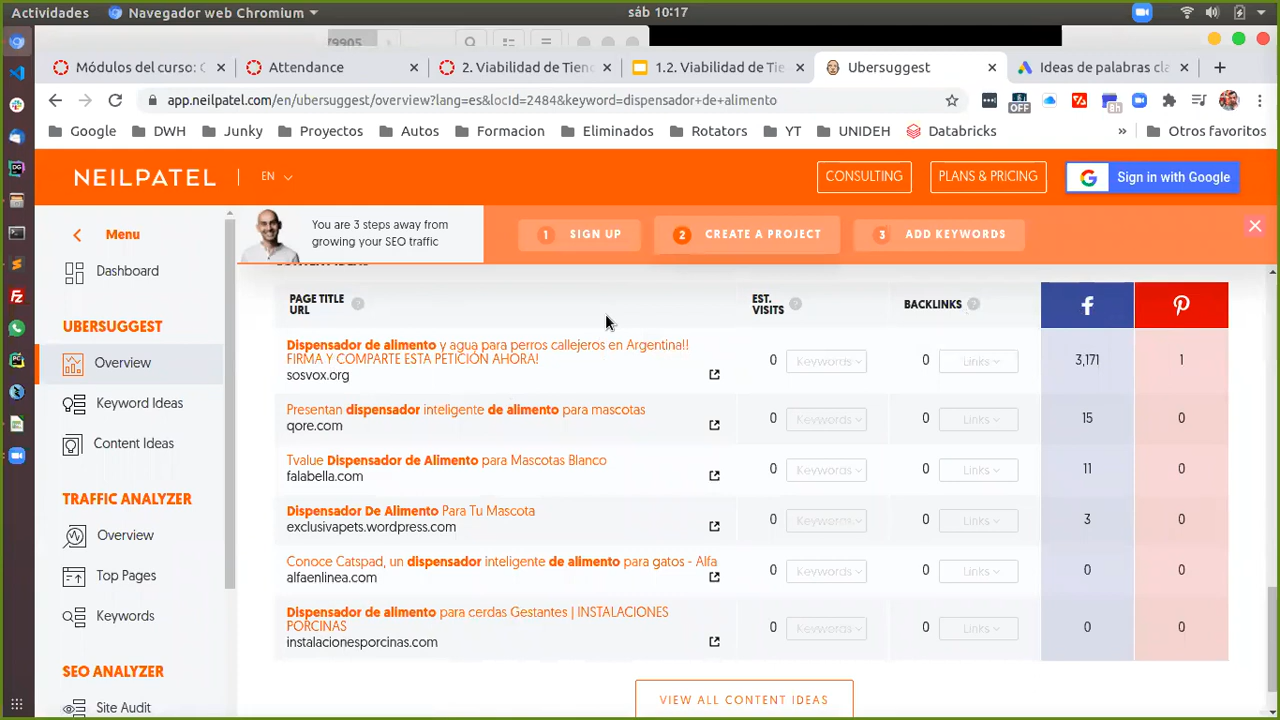 Actividades
Navegador web Chromium
sáb 10:17
79905
Módulos del curso: C
Attendance
2. Viabilidad de Tien
1.2. Viabilidad de Tie
Ubersuggest
Ideas de palabras cla
app.neilpatel.com/en/ubersuggest/overview?lang=es&locId=2484&keyword=dispensador+de+alimento
OFF
8h
Google
DWH
Junky
Proyectos
Autos
Formacion
Eliminados
Rotators
YT
UNIDEH
Databricks
»
Otros favoritos
NEILPATEL
EN
CONSULTING
PLANS & PRICING
Sign in with Google
Menu
Dashboard
UBERSUGGEST
Overview
Keyword Ideas
Content Ideas
TRAFFIC ANALYZER
Overview
Top Pages
Keywords
SEO ANALYZER
Site Audit
You are 3 steps away from
growing your SEO traffic
1 SIGN UP
2 CREATE A PROJECT
3 ADD KEYWORDS
PAGE TITLE
URL
EST.
VISITS
BACKLINKS
Dispensador de alimento y agua para perros callejeros en Argentina!!
FIRMA Y COMPARTE ESTA PETICIÓN AHORA!
sosvox.org
0 Keywords 0 Links 3,171 1
Presentan dispensador inteligente de alimento para mascotas
qore.com
0 Keywords 0 Links 15 0
Tvalue Dispensador de Alimento para Mascotas Blanco
falabella.com
0 Keywords 0 Links 11 0
Dispensador De Alimento Para Tu Mascota
exclusivapets.wordpress.com
0 Keywords 0 Links 3 0
Conoce Catspad, un dispensador inteligente de alimento para gatos - Alfa
alfaenlinea.com
0 Keywords 0 Links 0 0
Dispensador de alimento para cerdas Gestantes | INSTALACIONES
PORCINAS
instalacionesporcinas.com
0 Keywords 0 Links 0 0
VIEW ALL CONTENT IDEAS